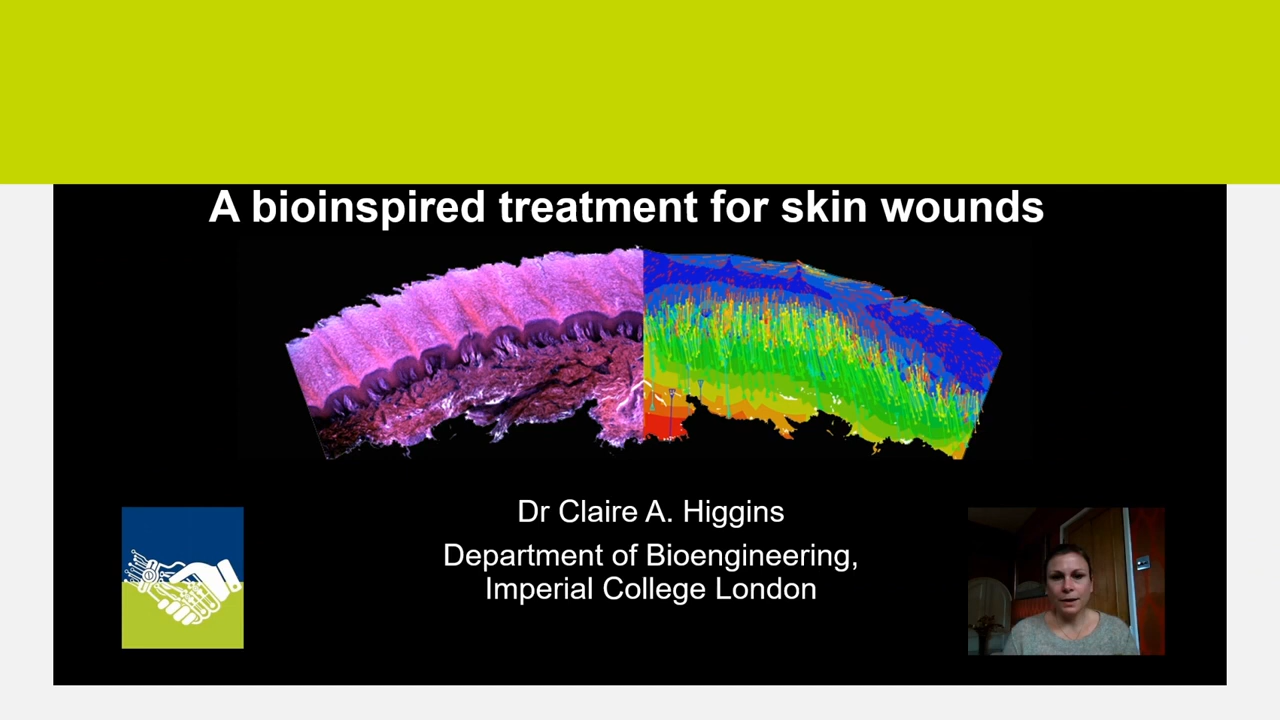 A bioinspired treatment for skin wounds
Dr Claire A. Higgins
Department of Bioengineering,
Imperial College London